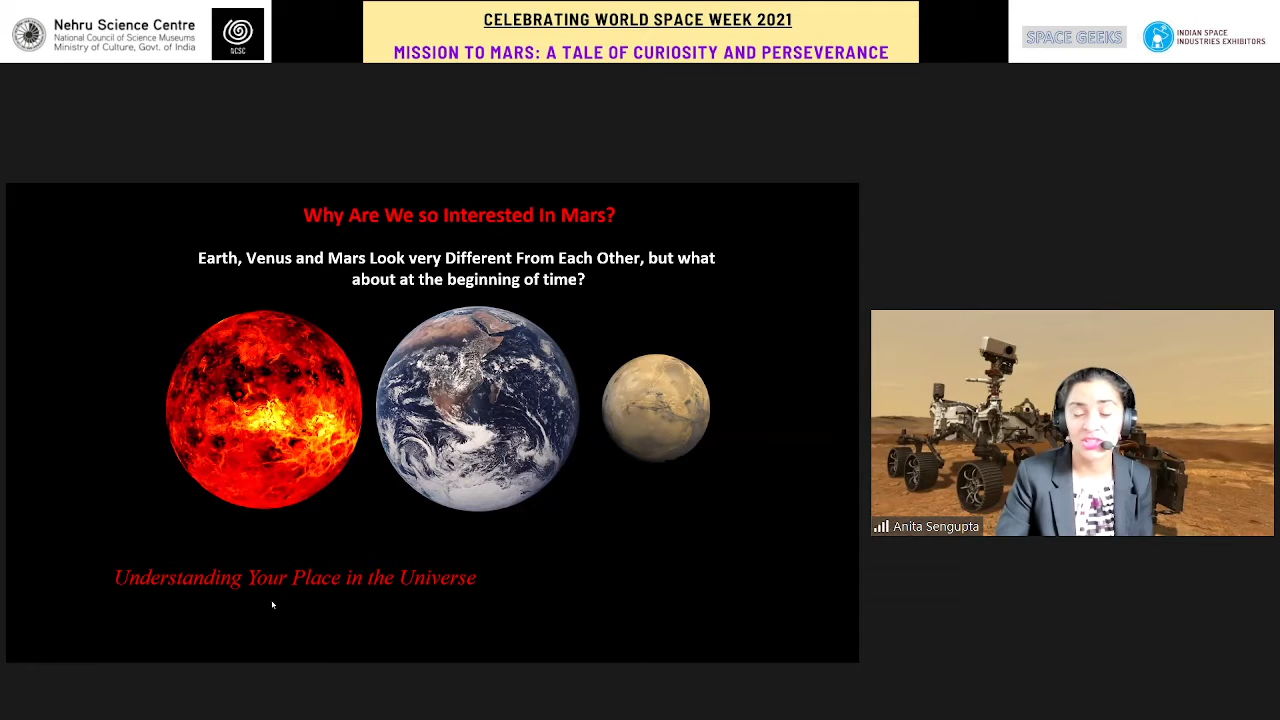 Nehru Science Centre
National Council of Science Museums
Ministry of Culture, Govt. of India
NCSC
CELEBRATING WORLD SPACE WEEK 2021
MISSION TO MARS: A TALE OF CURIOSITY AND PERSEVERANCE
SPACE GEEKS
INDIAN SPACE
INDUSTRIES EXHIBITORS
Why Are We so Interested In Mars?
Earth, Venus and Mars Look very Different From Each Other, but what
about at the beginning of time?
Understanding Your Place in the Universe
Anita Sengupta